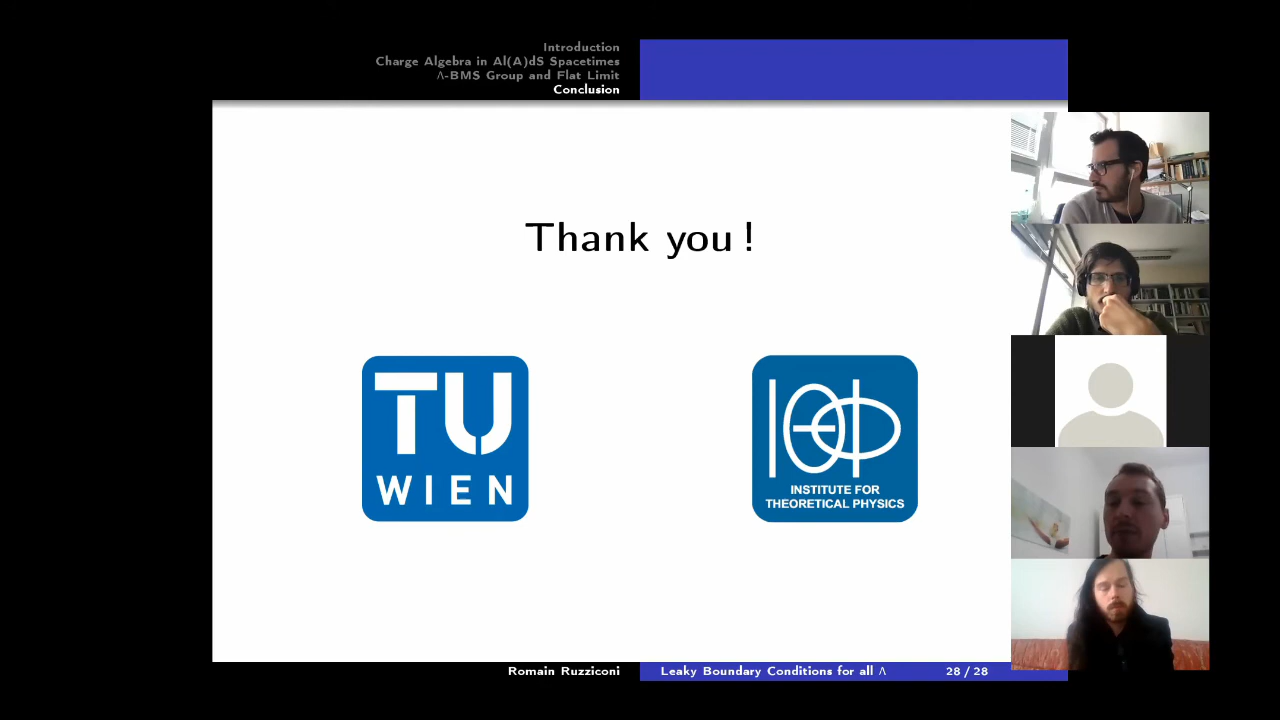 Introduction
Charge Algebra in Al(A)dS Spacetimes
Λ-BMS Group and Flat Limit
Conclusion
Thank you !
TU
WIEN
INSTITUTE FOR
THEORETICAL PHYSICS
Romain Ruzziconi
Leaky Boundary Conditions for all Λ
28 / 28